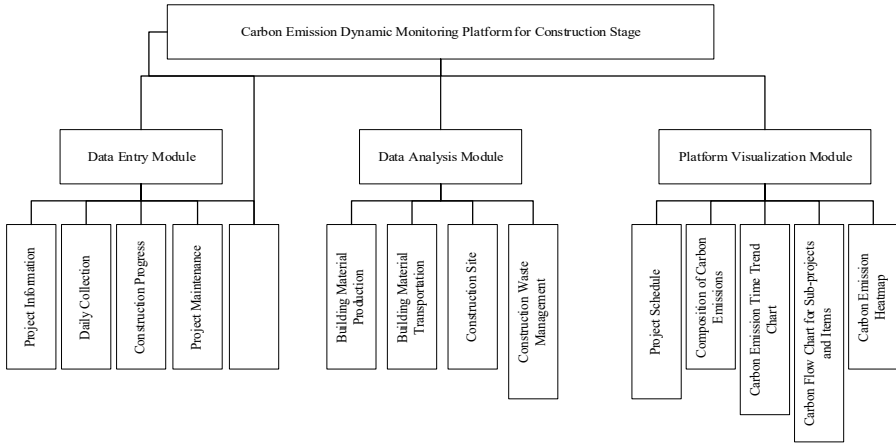 Carbon Emission Dynamic Monitoring Platform for Construction Stage
Data Entry Module
Data Analysis Module
Platform Visualization Module
Project Information
Daily Collection
Construction Progress
Project Maintenance
Building Material
Production
Building Material
Transportation
Construction Site
Construction Waste
Management
Project Schedule
Composition of Carbon
Emissions
Carbon Emission Time Trend
Chart
Carbon Flow Chart for Sub-projects
and Items
Carbon Emission
Heatmap